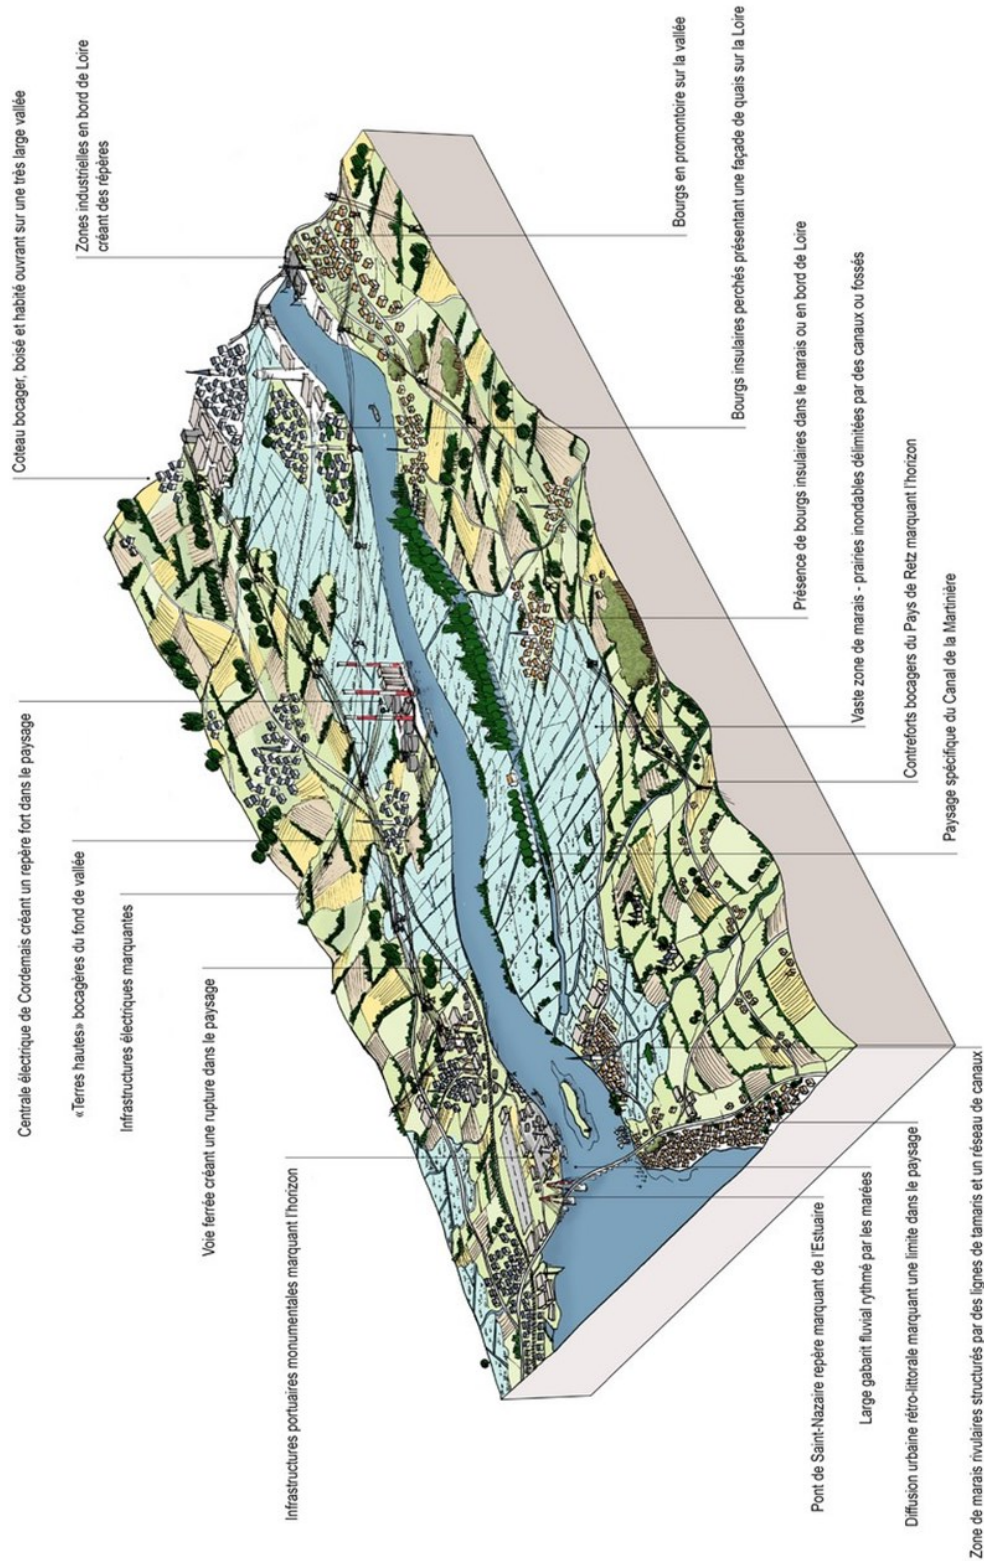 Coteau bocager, boisé et habité ouvrant sur une très large vallée
Zones industrielles en bord de Loire
créant des répères
Centrale électrique de Cordemais créant un repère fort dans le paysage
«Terres hautes» bocagères du fond de vallée
Infrastructures électriques marquantes
Voie ferrée créant une rupture dans le paysage
Infrastructures portuaires monumentales marquant l'horizon
Bourgs en promontoire sur la vallée
Bourgs insulaires perchés présentant une façade de quais sur la Loire
Présence de bourgs insulaires dans le marais ou en bord de Loire
Vaste zone de marais - prairies inondables délimitées par des canaux ou fossés
Contreforts bocagers du Pays de Retz marquant l'horizon
Paysage spécifique du Canal de la Martinière
Pont de Saint-Nazaire repère marquant de l'Estuaire
Large gabarit fluvial rythmé par les marées
Diffusion urbaine rétro-littorale marquant une limite dans le paysage
Zone de marais rivulaires structurés par des lignes de tamaris et un réseau de canaux